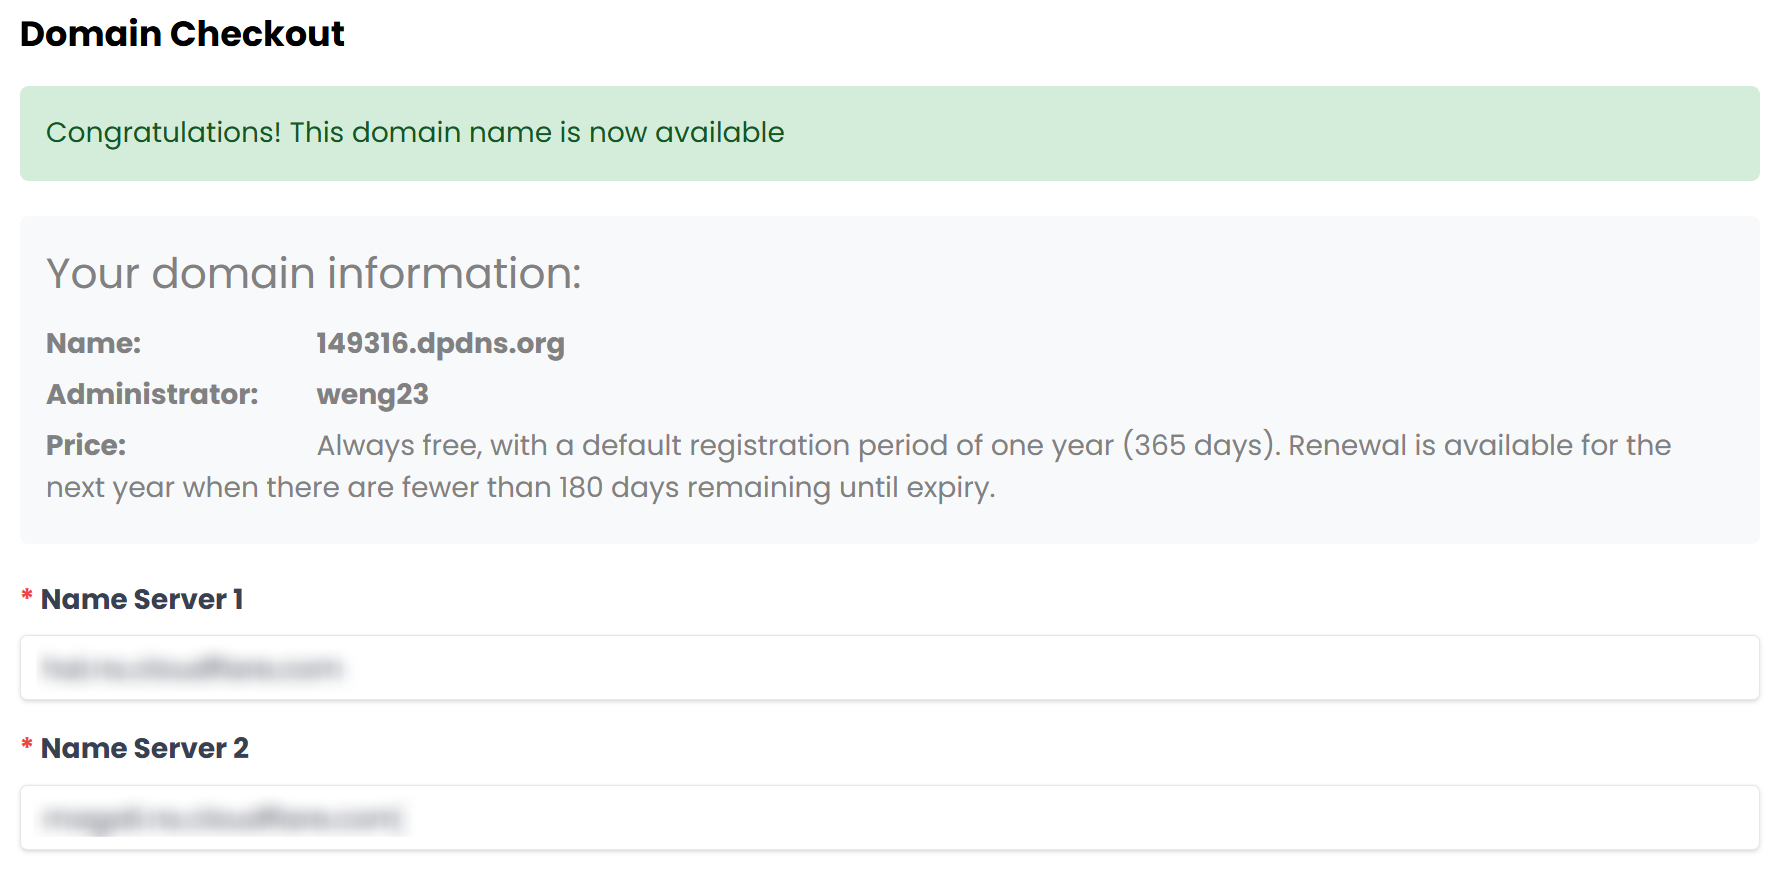 Domain Checkout
Congratulations! This domain name is now available
Your domain information:
Name: 149316.dpdns.org
Administrator: weng23
Price: Always free, with a default registration period of one year (365 days). Renewal is available for the
next year when there are fewer than 180 days remaining until expiry.
* Name Server 1
* Name Server 2